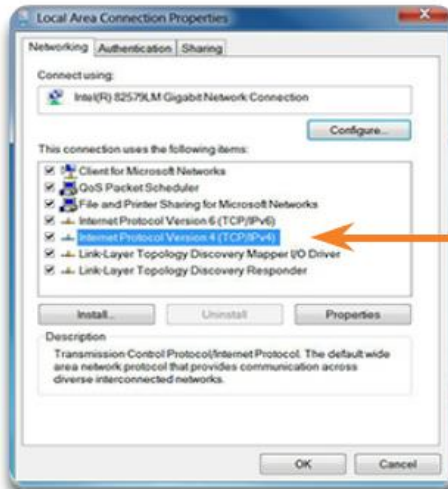 Local Area Connection Properties
Networking Authentication Sharing
Connect using:
Intel(R) 82579LM Gigabit Network Connection
Configure...
This connection uses the following items:
Client for Microsoft Networks
QoS Packet Scheduler
File and Printer Sharing for Microsoft Networks
Internet Protocol Version 6 (TCP/IPv6)
Internet Protocol Version 4 (TCP/IPv4)
Link-Layer Topology Discovery Mapper I/O Driver
Link-Layer Topology Discovery Responder
Install... Uninstall Properties
Description
Transmission Control Protocol/Internet Protocol. The default wide
area network protocol that provides communication across
diverse interconnected networks.
OK Cancel